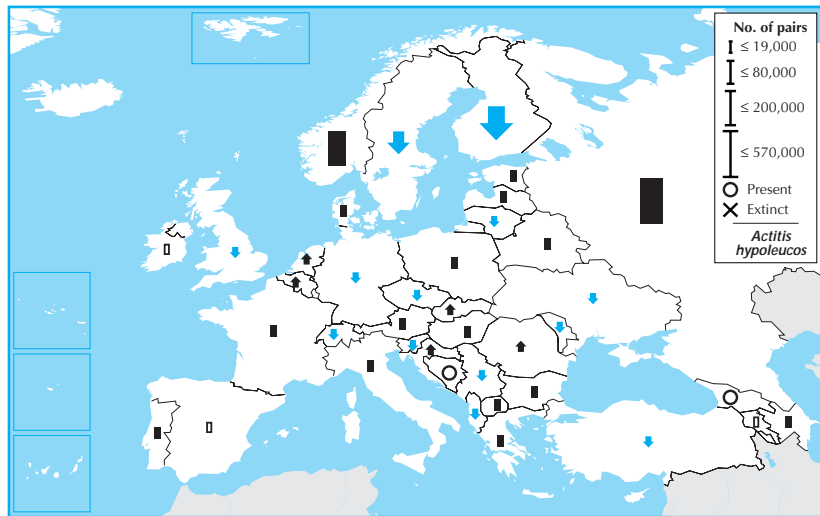 No. of pairs
≤ 19,000
≤ 80,000
≤ 200,000
≤ 570,000
Present
Extinct
Actitis
hypoleucos